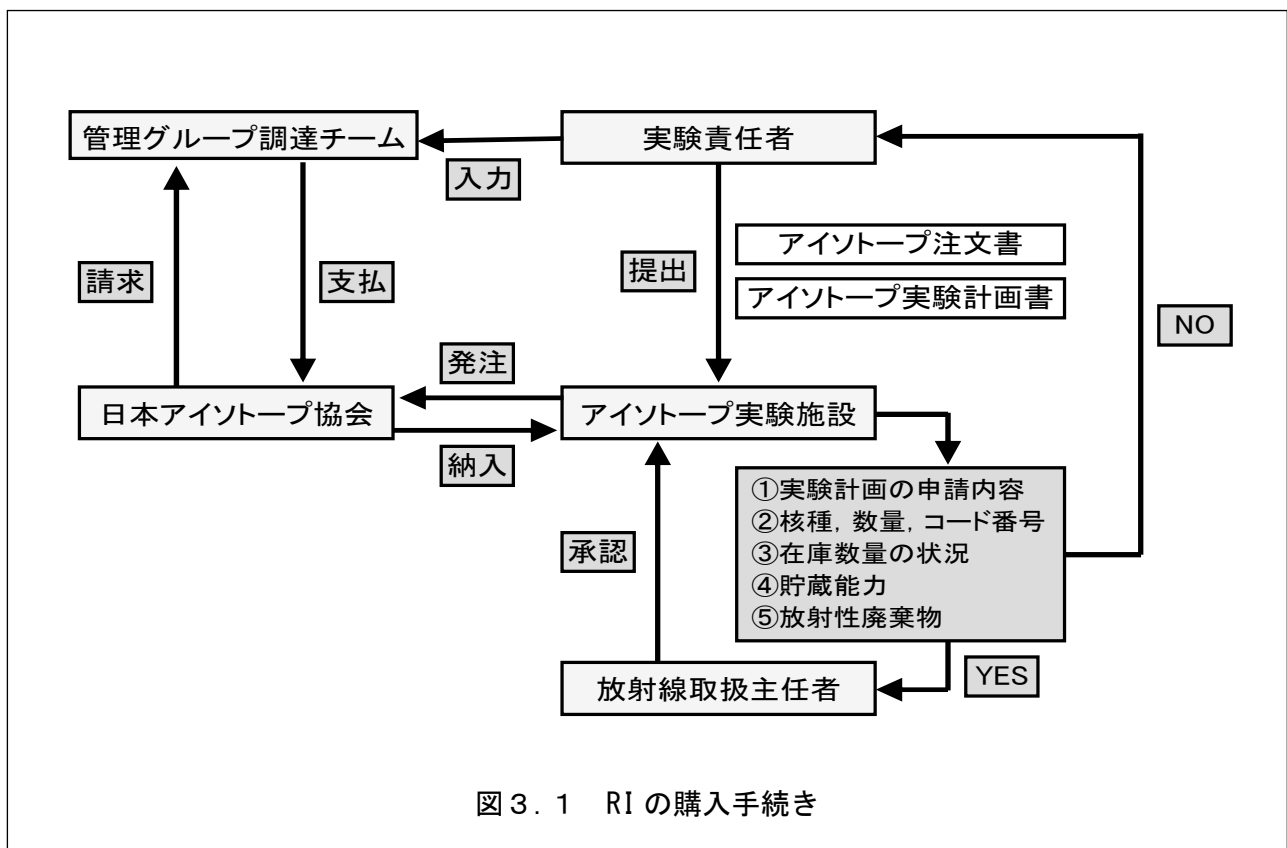 管理グループ調達チーム
実験責任者
入力
アイソトープ注文書
請求
支払
提出
アイソトープ実験計画書
NO
発注
日本アイソトープ協会
アイソトープ実験施設
納入
①実験計画の申請内容
②核種, 数量, コード番号
③在庫数量の状況
④貯蔵能力
⑤放射性廃棄物
承認
放射線取扱主任者
YES
図3.1 RIの購入手続き